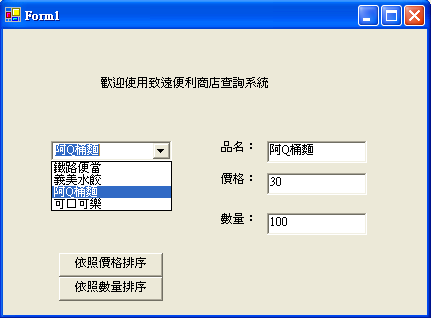 Form1
歡迎使用致遠便利商店查詢系統
阿Q桶麵
鐵路便當
義美水餃
阿Q桶麵
可口可樂
品名：
阿Q桶麵
價格：
30
數量：
100
依照價格排序
依照數量排序